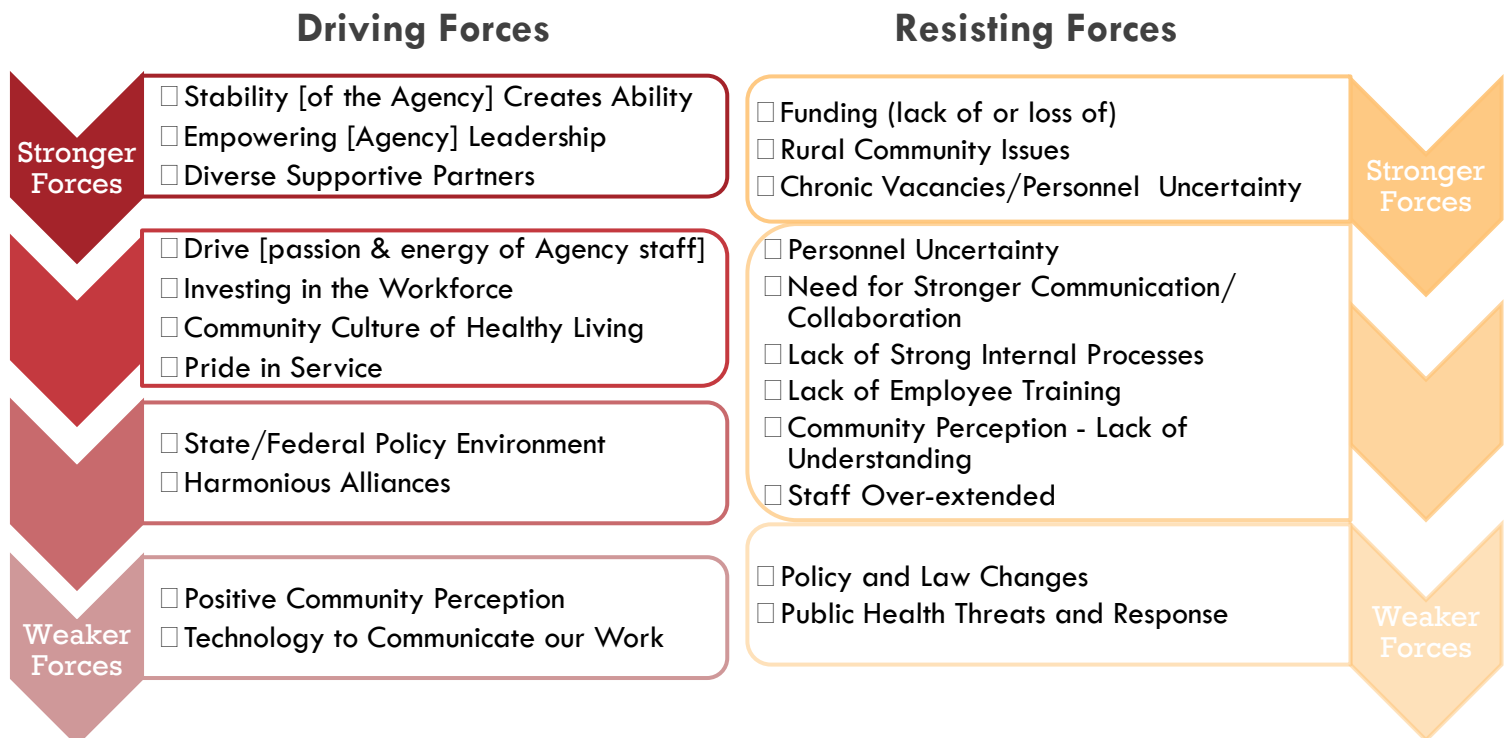 Driving Forces
Stronger
Forces
☐ Stability [of the Agency] Creates Ability
☐ Empowering [Agency] Leadership
☐ Diverse Supportive Partners
☐ Drive [passion & energy of Agency staff]
☐ Investing in the Workforce
☐ Community Culture of Healthy Living
☐ Pride in Service
☐ State/Federal Policy Environment
☐ Harmonious Alliances
Weaker
Forces
☐ Positive Community Perception
☐ Technology to Communicate our Work
Resisting Forces
☐ Funding (lack of or loss of)
☐ Rural Community Issues
☐ Chronic Vacancies/Personnel Uncertainty
Stronger
Forces
☐ Personnel Uncertainty
☐ Need for Stronger Communication/
Collaboration
☐ Lack of Strong Internal Processes
☐ Lack of Employee Training
☐ Community Perception - Lack of
Understanding
☐ Staff Over-extended
☐ Policy and Law Changes
☐ Public Health Threats and Response
Weaker
Forces